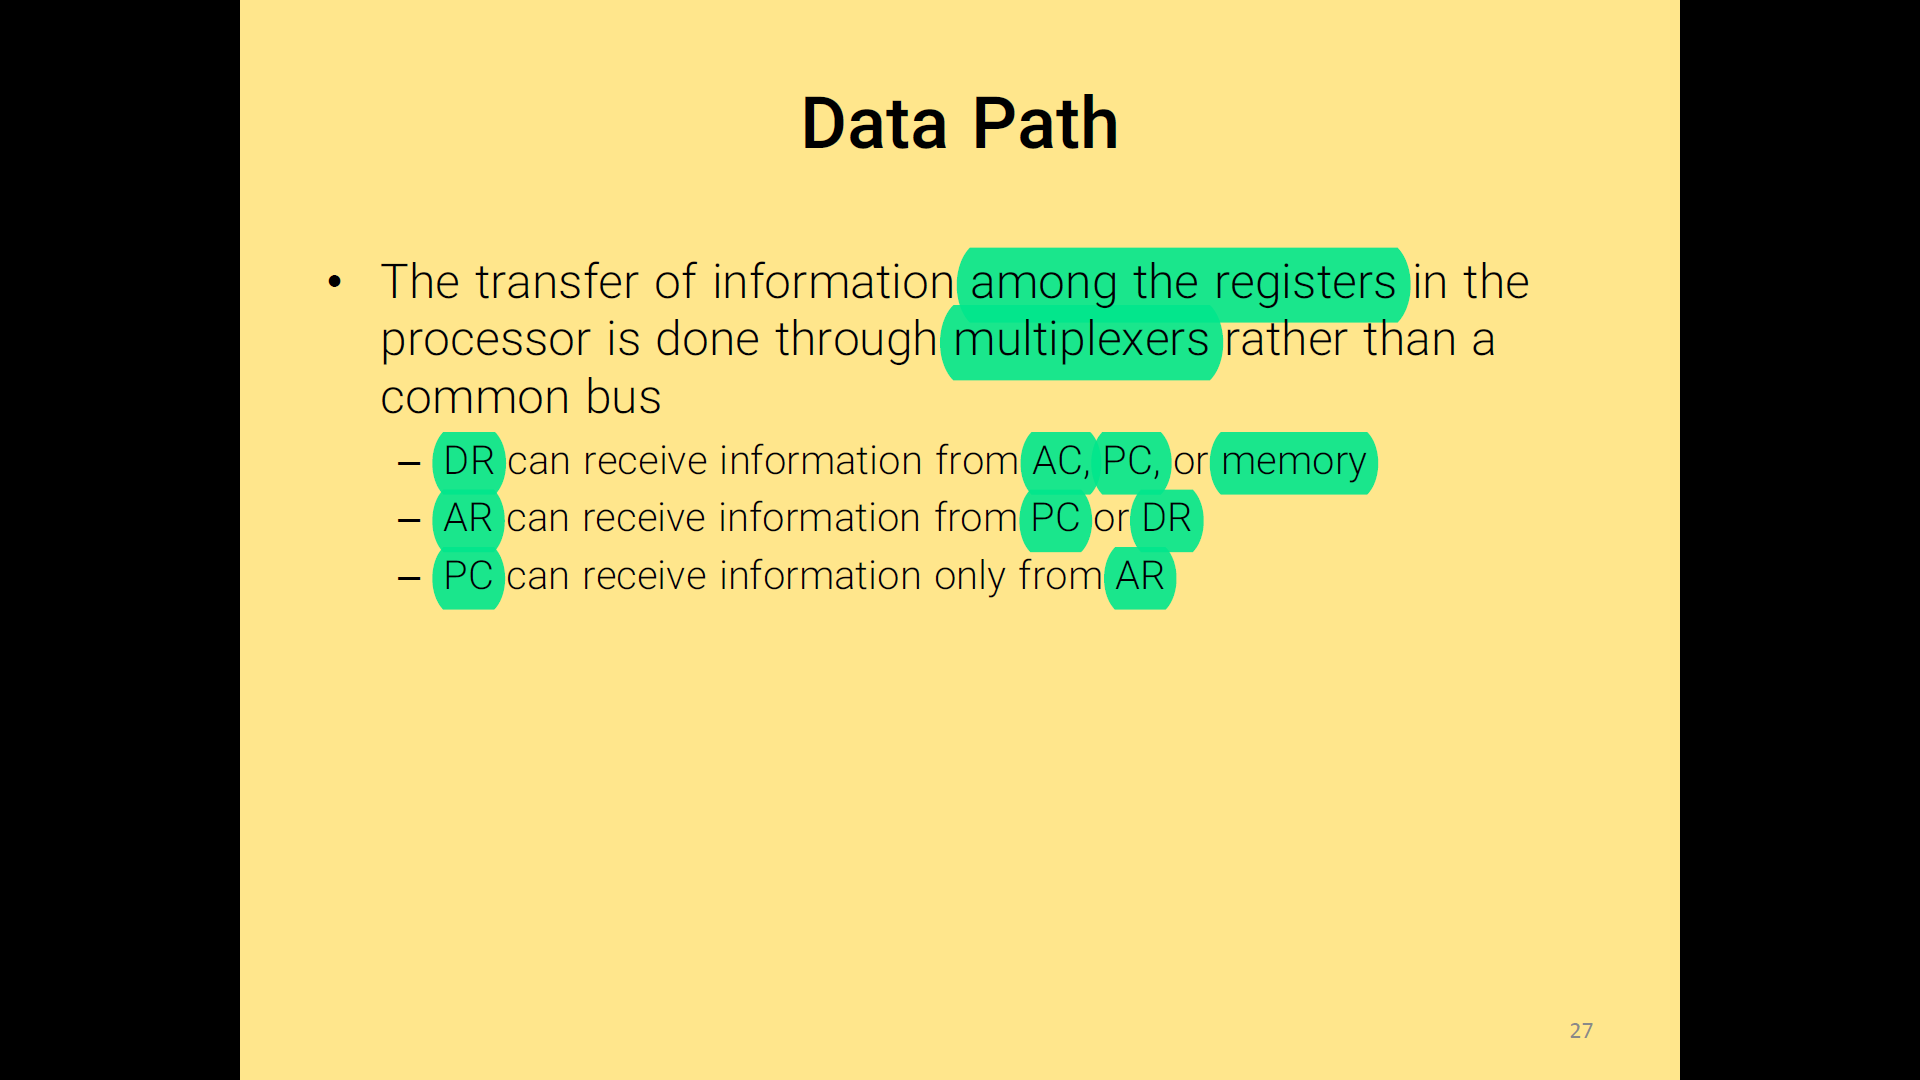 Data Path
• The transfer of information among the registers in the
processor is done through multiplexers rather than a
common bus
– DR can receive information from AC, PC, or memory
– AR can receive information from PC or DR
– PC can receive information only from AR
27